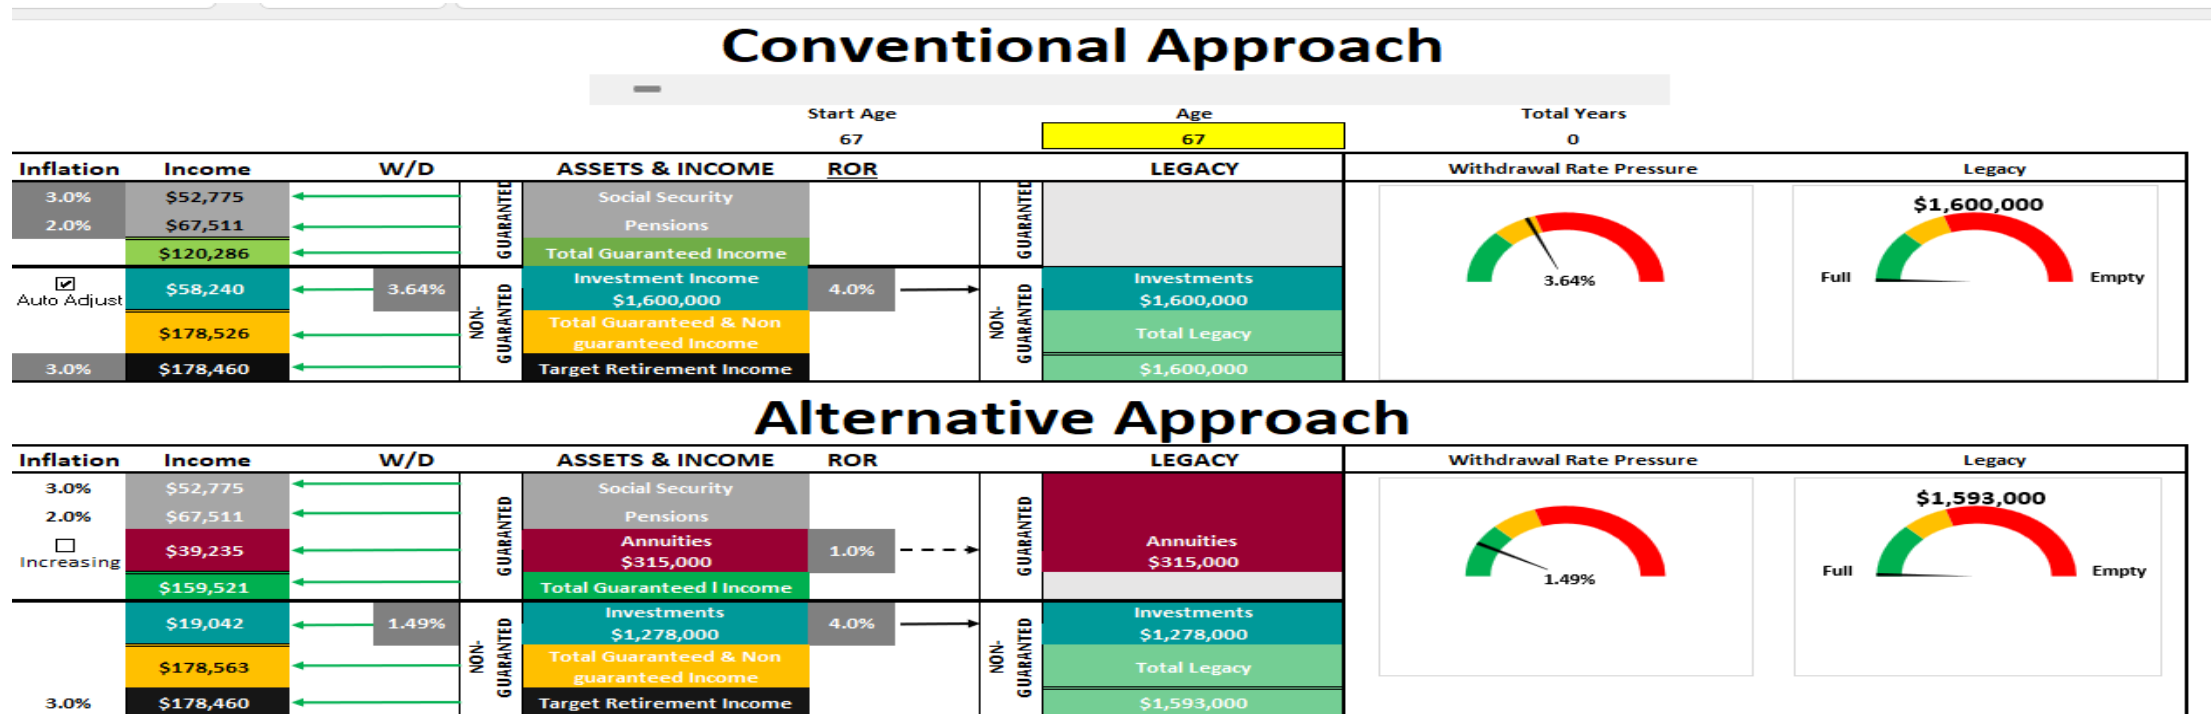 Conventional Approach
Start Age Age Total Years
67 67 0
Inflation Income W/D ASSETS & INCOME ROR LEGACY Withdrawal Rate Pressure Legacy
3.0% $52,775 GUARANTED Social Security GUARANTED $1,600,000
2.0% $67,511 Pensions
$120,286 Total Guaranteed Income
Auto Adjust $58,240 3.64% NON-GUARANTED Investment Income 4.0% NON-GUARANTED Investments 3.64% Full Empty
$1,600,000 $1,600,000
$178,526 Total Guaranteed & Non Total Legacy
guaranteed Income
3.0% $178,460 Target Retirement Income $1,600,000
Alternative Approach
Inflation Income W/D ASSETS & INCOME ROR LEGACY Withdrawal Rate Pressure Legacy
3.0% $52,775 GUARANTED Social Security GUARANTED $1,593,000
2.0% $67,511 Pensions
Increasing $39,235 Annuities 1.0% Annuities
$315,000 $315,000
$159,521 Total Guaranteed l Income 1.49% Full Empty
$19,042 1.49% NON-GUARANTED Investments 4.0% NON-GUARANTED Investments
$1,278,000 $1,278,000
$178,563 Total Guaranteed & Non Total Legacy
guaranteed Income
3.0% $178,460 Target Retirement Income $1,593,000